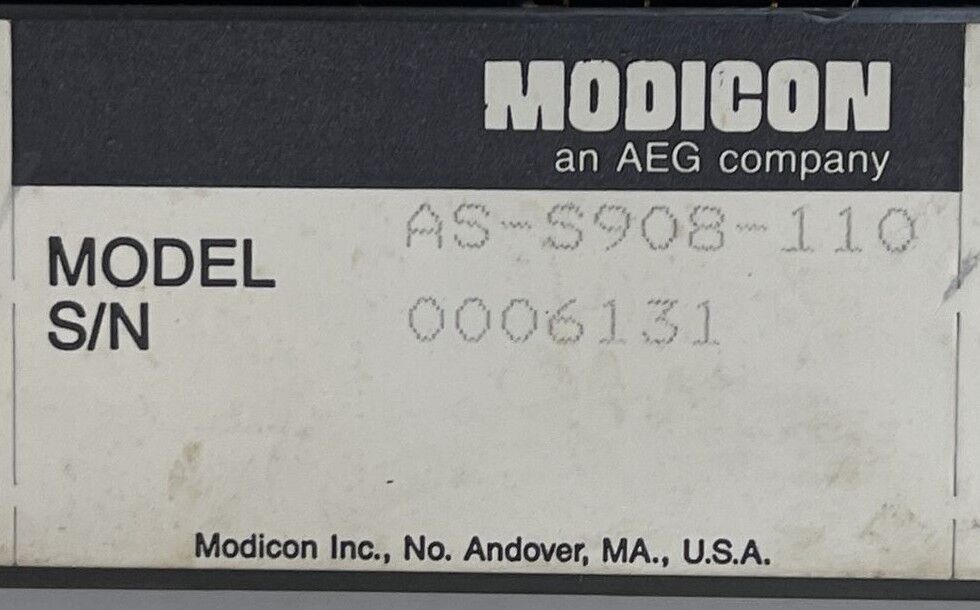 MODICON
an AEG company
MODEL AS-S908-110
S/N 0006131
Modicon Inc., No. Andover, MA., U.S.A.